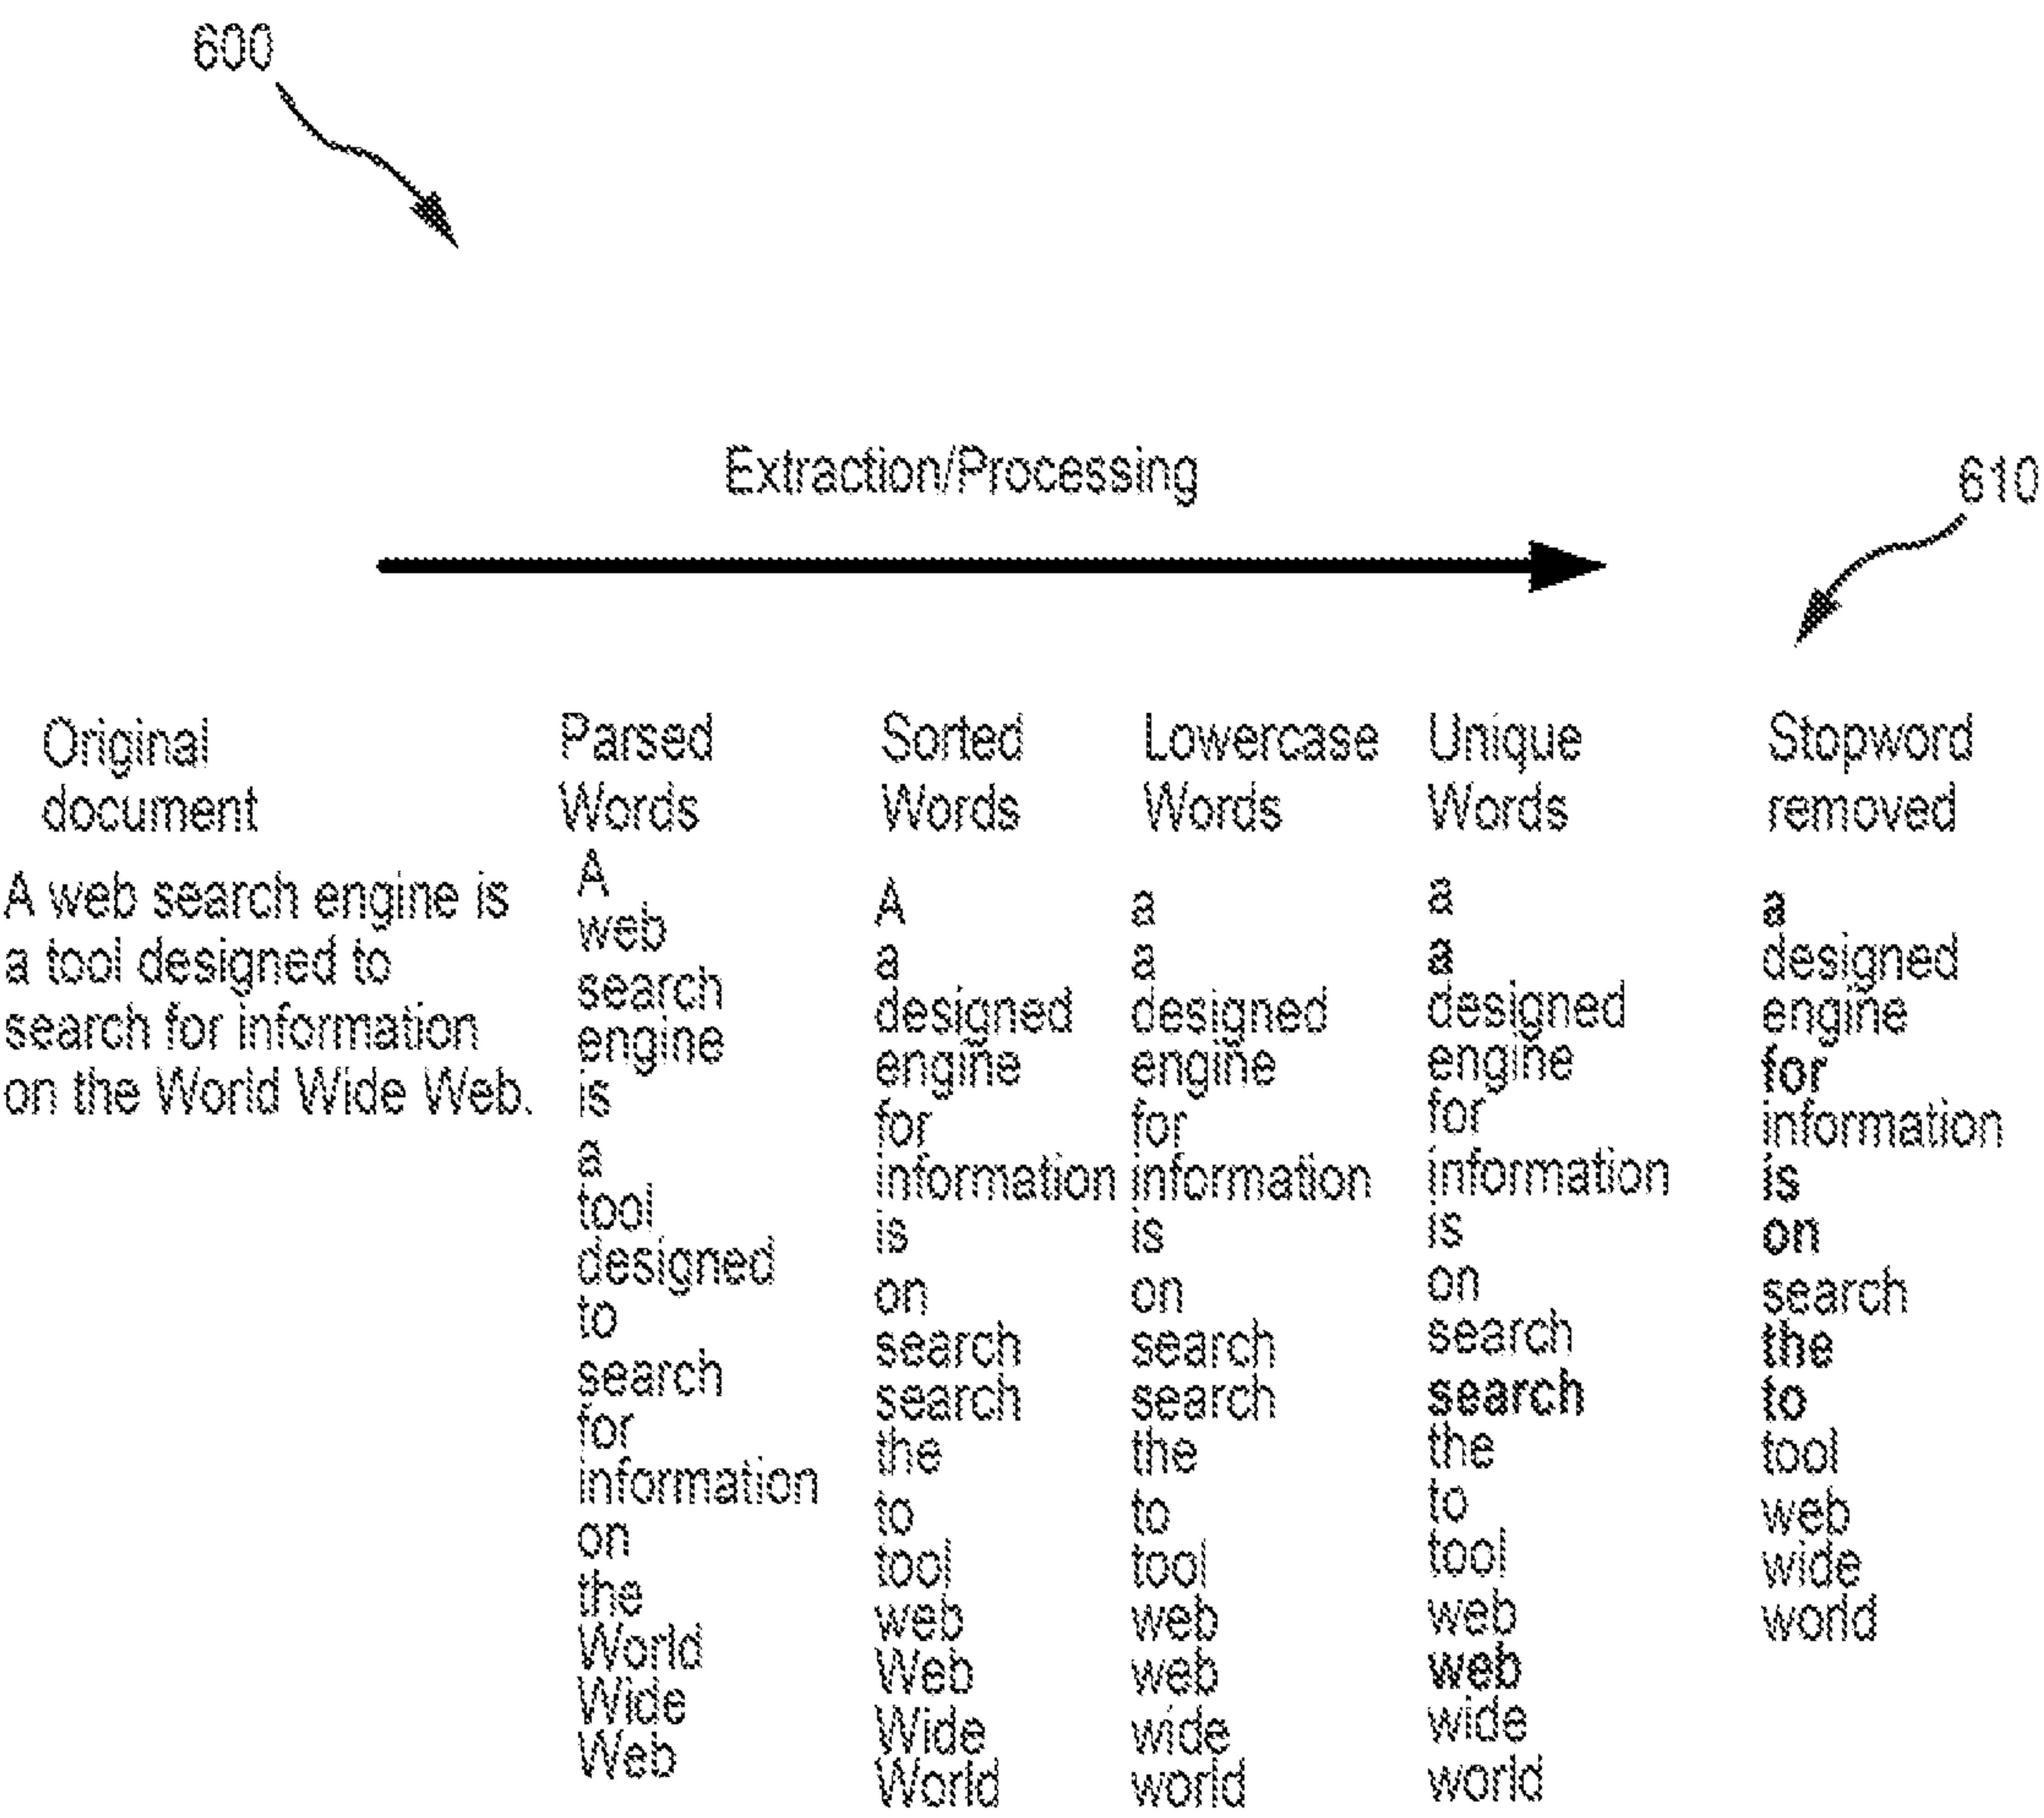 600
Extraction/Processing
610
Original
document
A web search engine is
a tool designed to
search for information
on the World Wide Web.
Parsed
Words
A
web
search
engine
is
a
tool
designed
to
search
for
information
on
the
World
Wide
Web
Sorted
Words
A
a
designed
engine
for
information
is
on
search
search
the
to
tool
web
Web
Wide
World
Lowercase
Words
a
a
designed
engine
for
information
is
on
search
search
the
to
tool
web
web
wide
world
Unique
Words
a
a
designed
engine
for
information
is
on
search
search
the
to
tool
web
web
wide
world
Stopword
removed
a
designed
engine
for
information
is
on
search
the
to
tool
web
wide
world